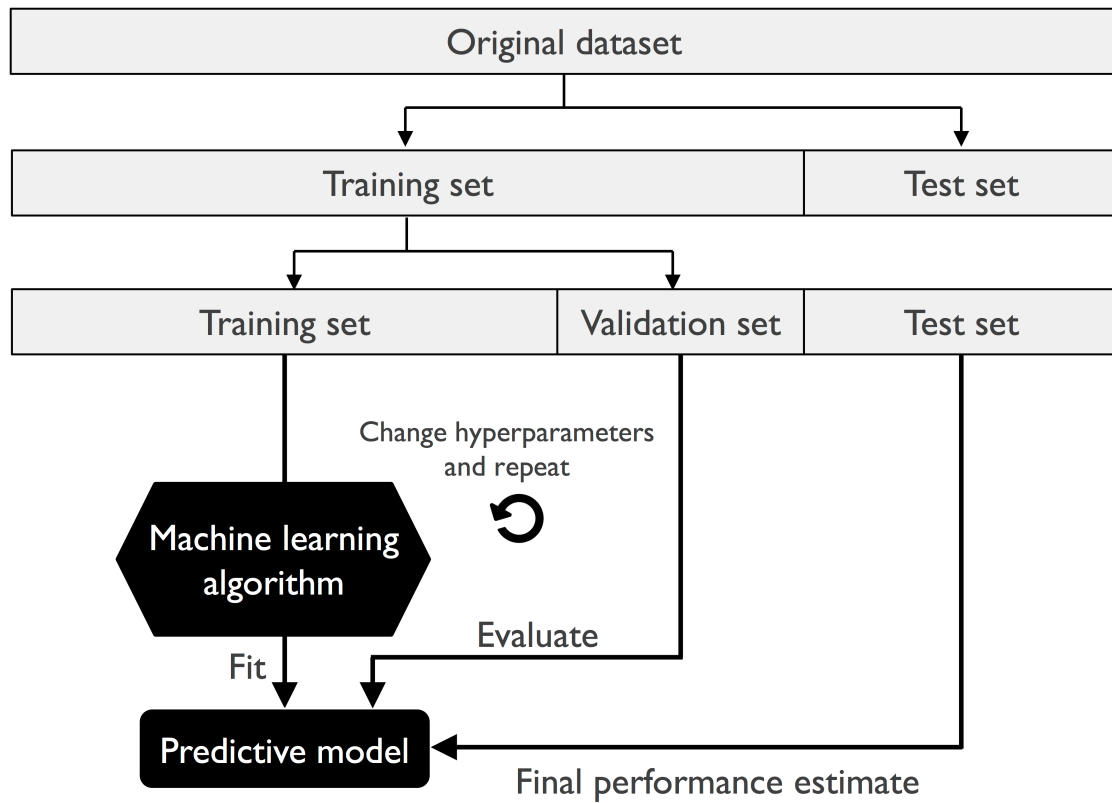 Original dataset
Training set
Test set
Training set
Validation set
Test set
Change hyperparameters
and repeat
Machine learning
algorithm
Evaluate
Fit
Predictive model
Final performance estimate